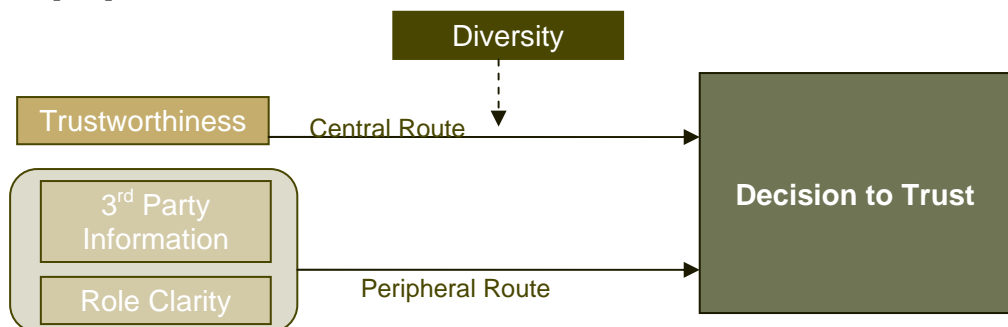 Diversity
Trustworthiness
Central Route
3rd Party
Information
Decision to Trust
Role Clarity
Peripheral Route